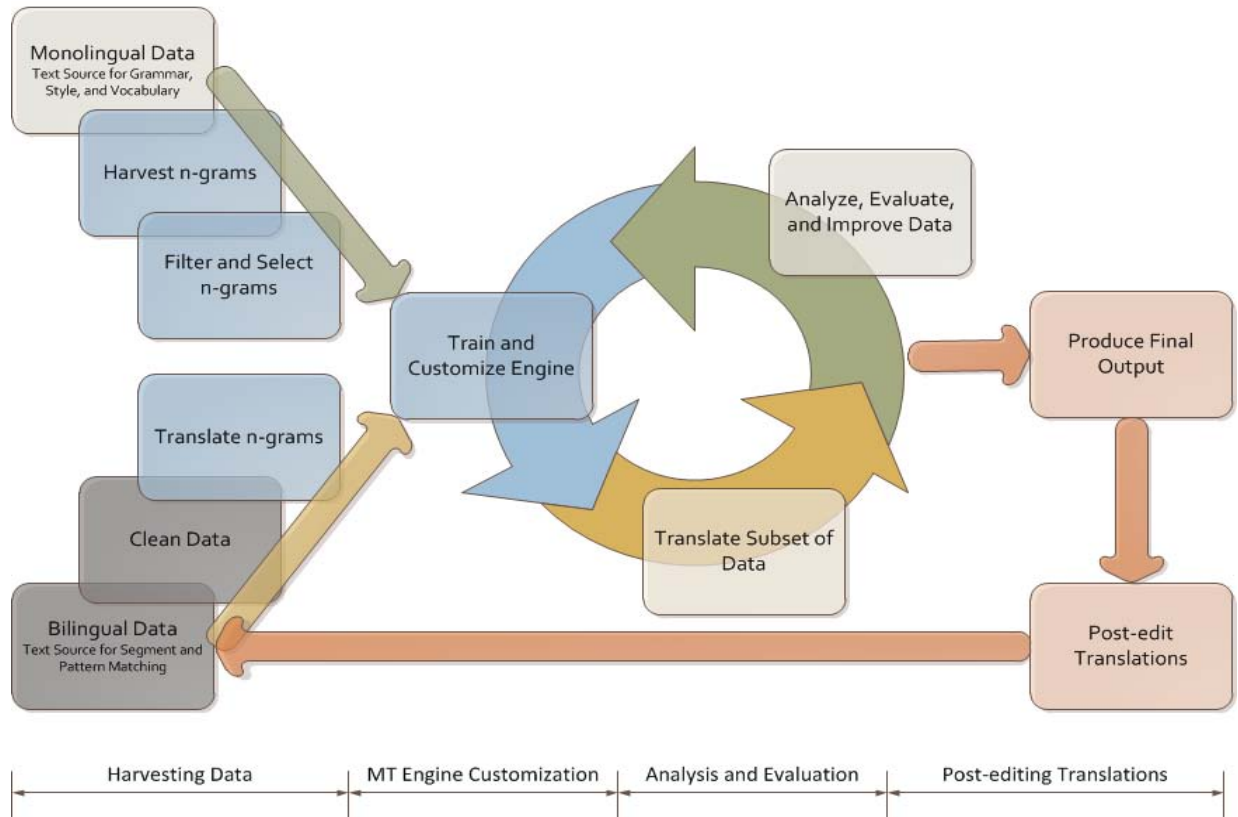 Monolingual Data
Text Source for Grammar,
Style, and Vocabulary
Harvest n-grams
Filter and Select
n-grams
Translate n-grams
Clean Data
Bilingual Data
Text Source for Segment and
Pattern Matching
Train and
Customize Engine
Analyze, Evaluate,
and Improve Data
Translate Subset of
Data
Produce Final
Output
Post-edit
Translations
Harvesting Data
MT Engine Customization
Analysis and Evaluation
Post-editing Translations